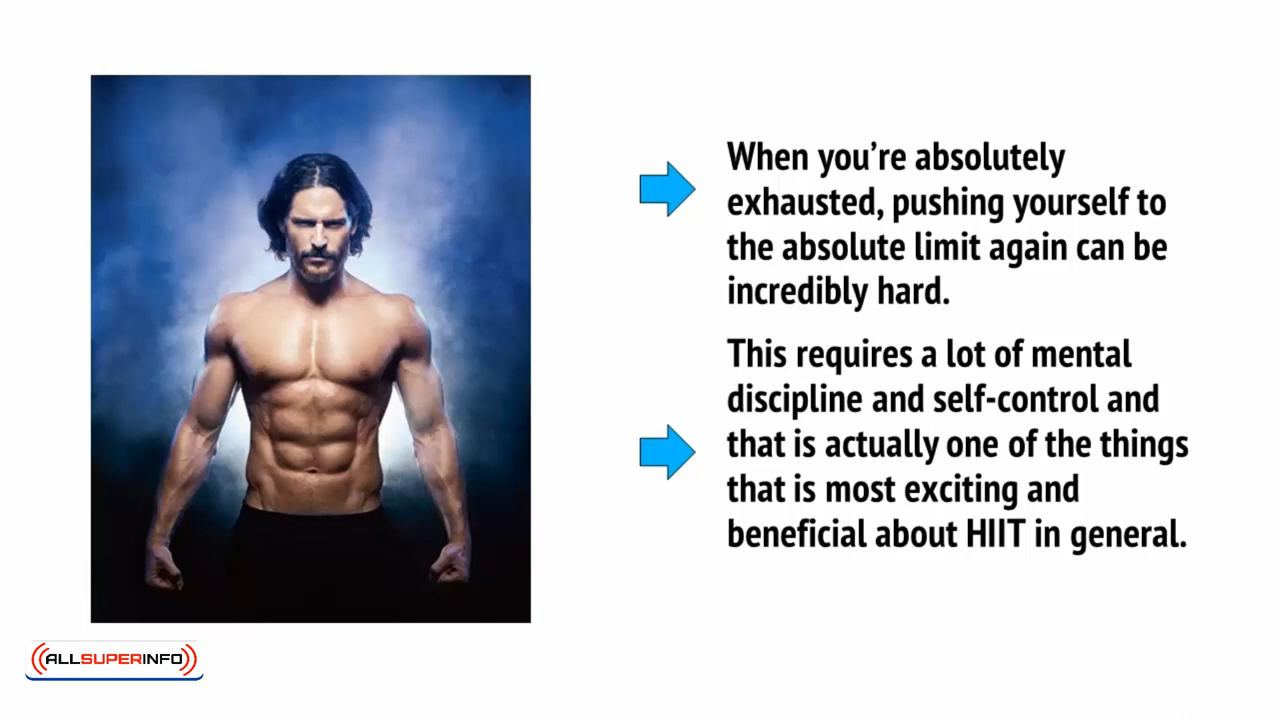 When you’re absolutely
exhausted, pushing yourself to
the absolute limit again can be
incredibly hard.
This requires a lot of mental
discipline and self-control and
that is actually one of the things
that is most exciting and
beneficial about HIIT in general.
ALLSUPERINFO